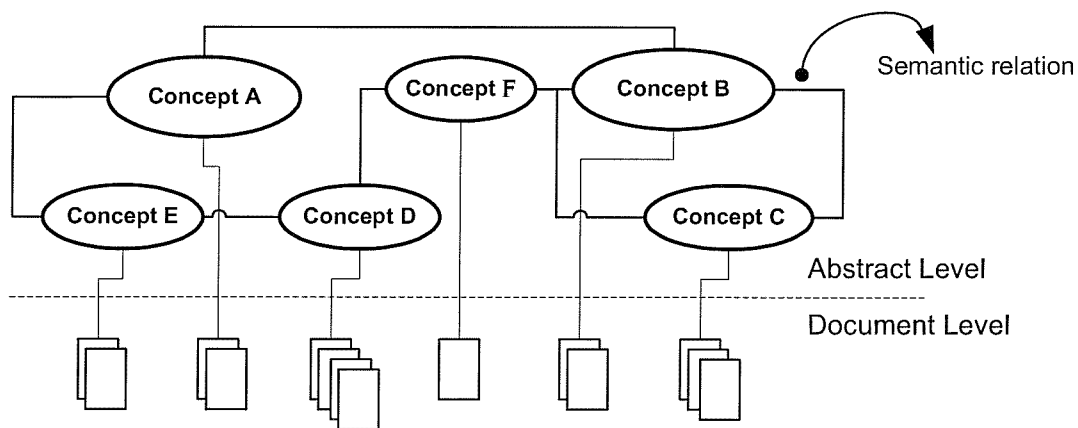 Concept A
Concept F
Concept B
Semantic relation
Concept E
Concept D
Concept C
Abstract Level
Document Level